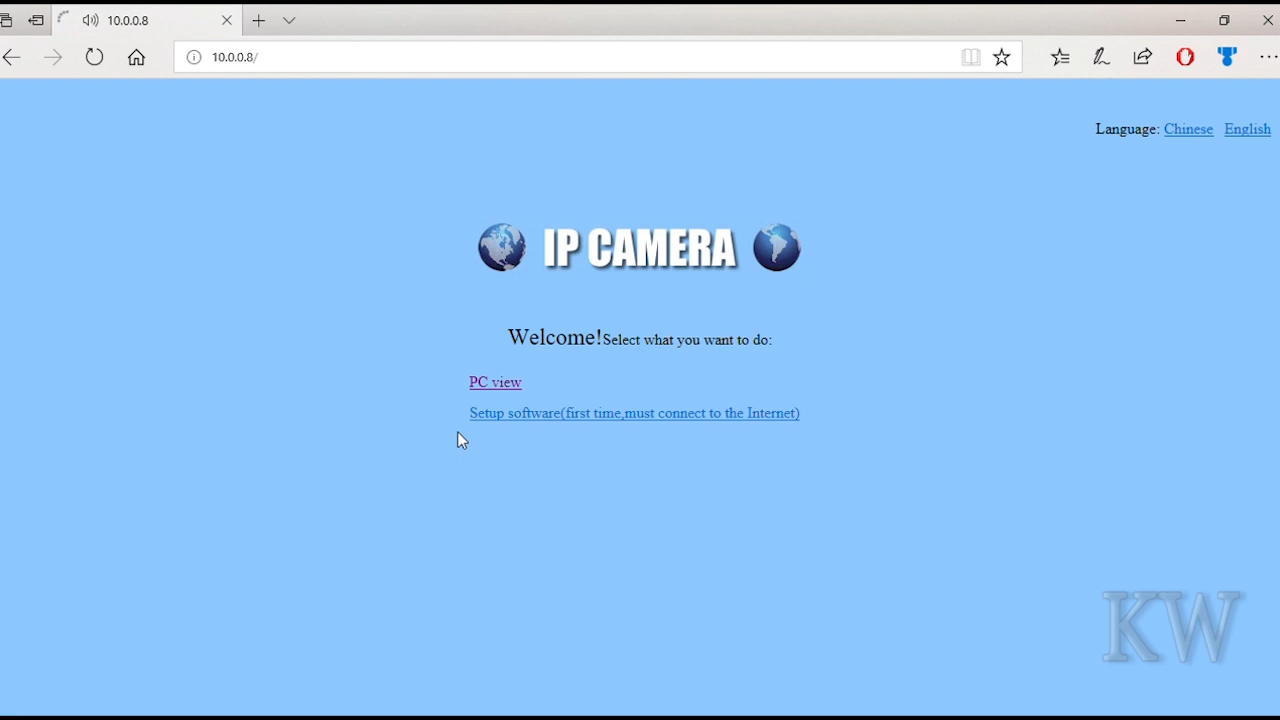 10.0.0.8
10.0.0.8/
Language: Chinese English
IP CAMERA
Welcome!Select what you want to do:
PC view
Setup software(first time,must connect to the Internet)
KW